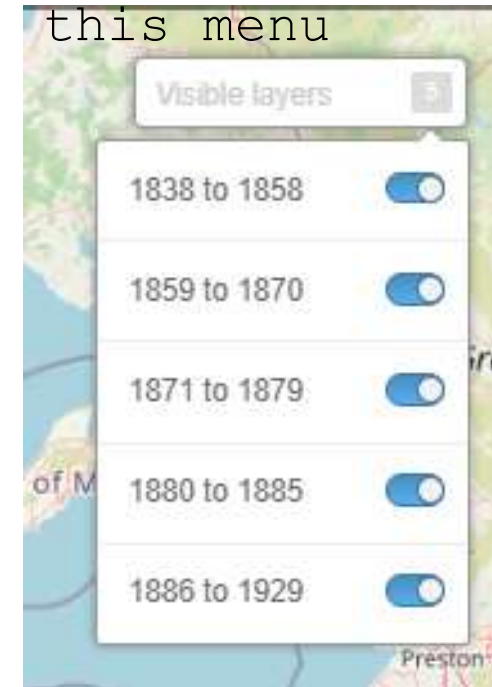 this menu
Visible layers 5
1838 to 1858
1859 to 1870
1871 to 1879
of M
1880 to 1885
1886 to 1929
Preston